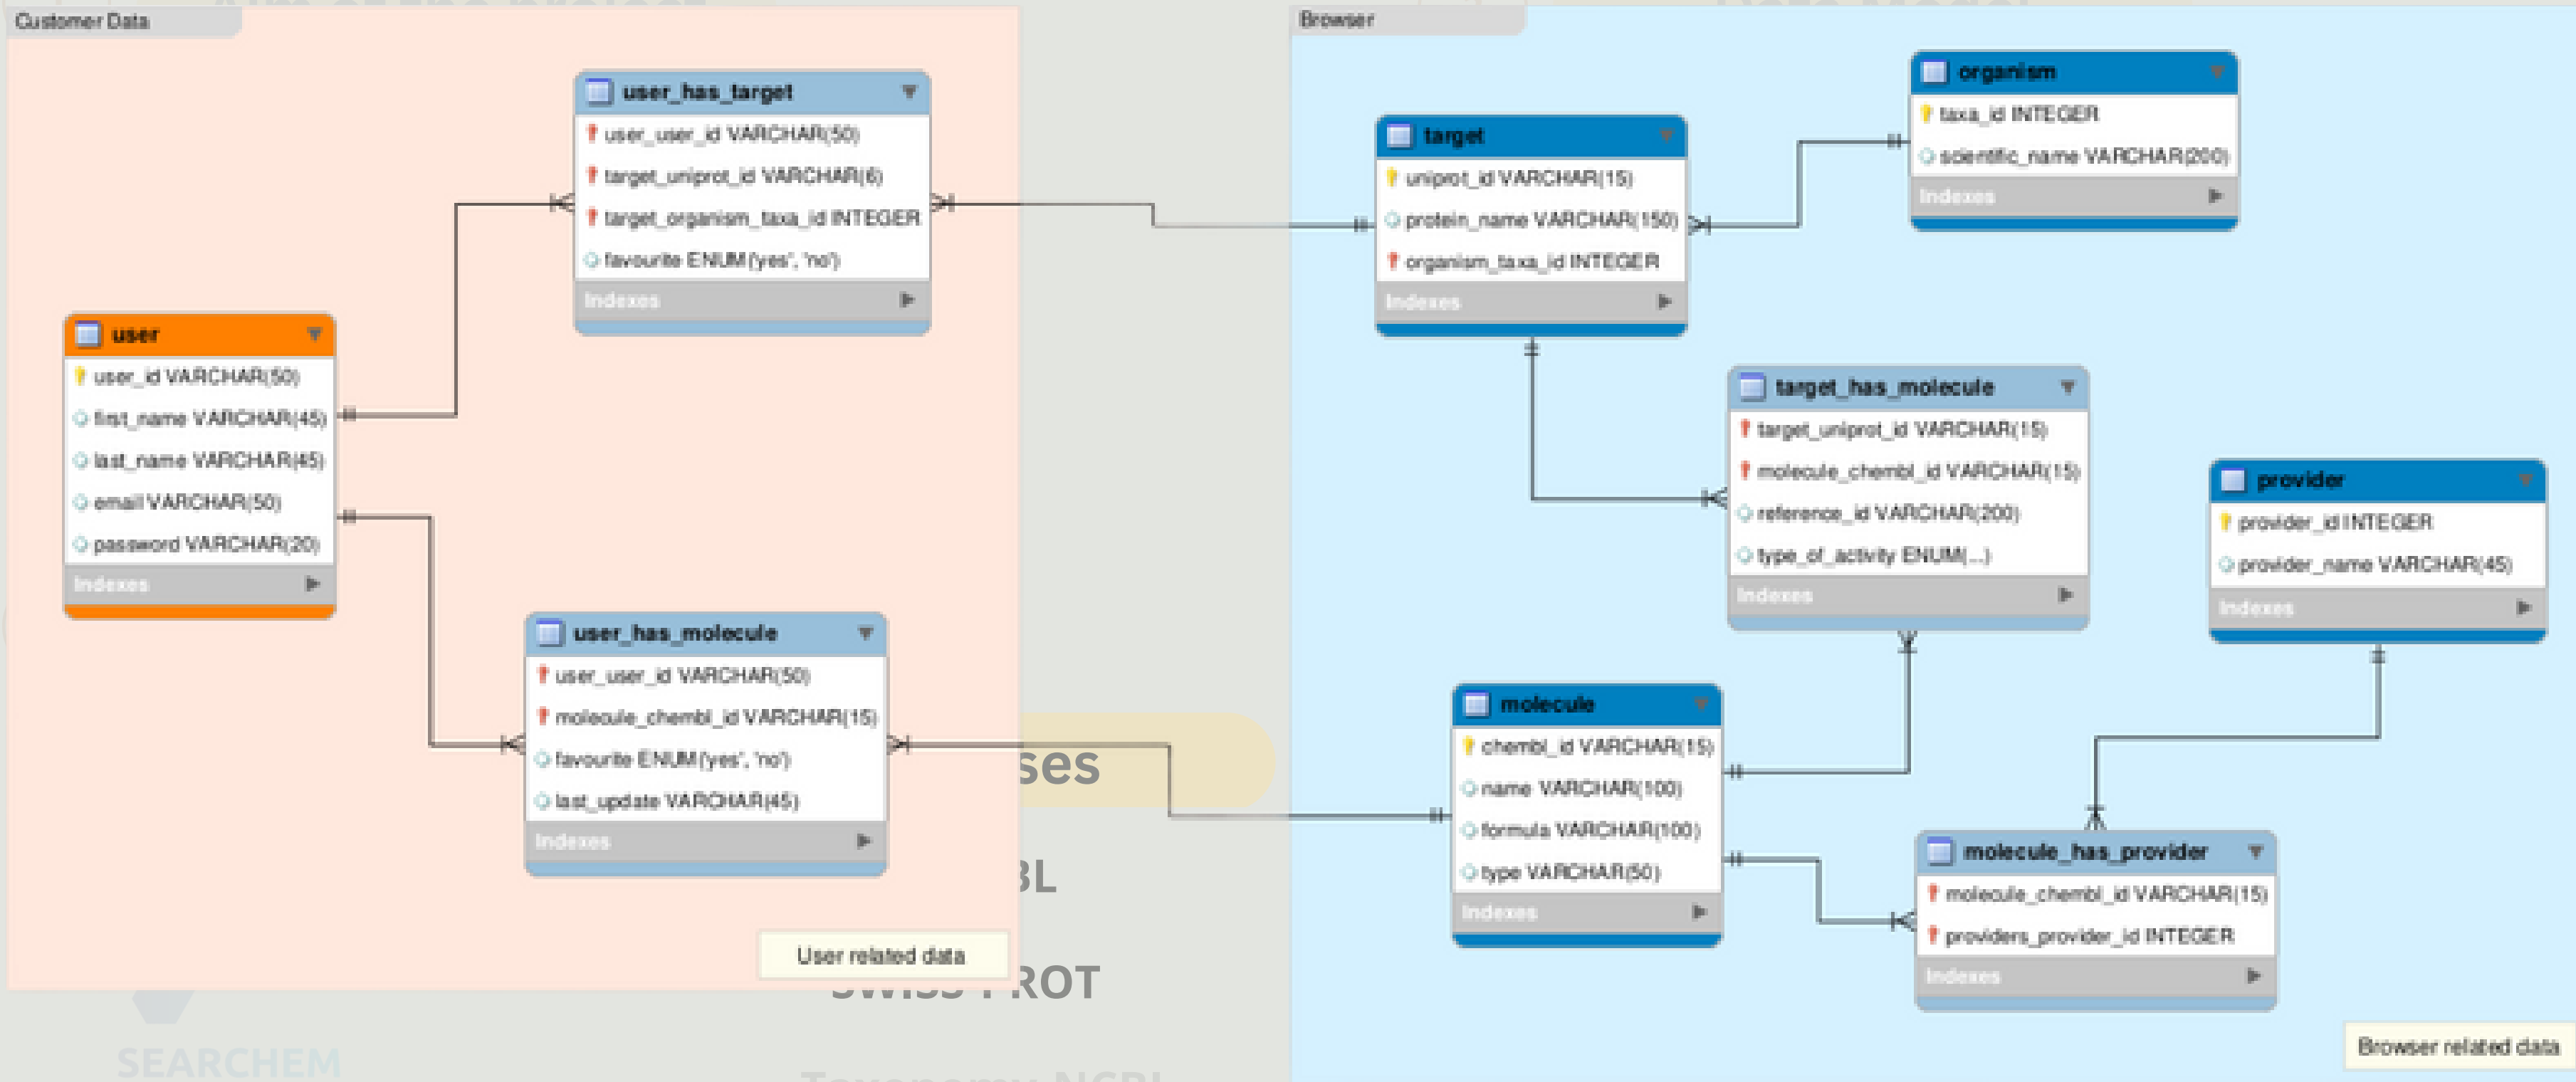 Customer Data
user_has_target
user_user_id VARCHAR(50)
target_uniprot_id VARCHAR(6)
target_organism_taxa_id INTEGER
favourite ENUM('yes', 'no')
Indexes
user
user_id VARCHAR(50)
first_name VARCHAR(45)
last_name VARCHAR(45)
email VARCHAR(50)
password VARCHAR(20)
Indexes
user_has_molecule
user_user_id VARCHAR(50)
molecule_chembl_id VARCHAR(15)
favourite ENUM('yes', 'no')
last_update VARCHAR(45)
Indexes
User related data
Browser
organism
taxa_id INTEGER
scientific_name VARCHAR(200)
Indexes
target
uniprot_id VARCHAR(15)
protein_name VARCHAR(150)
organism_taxa_id INTEGER
Indexes
target_has_molecule
target_uniprot_id VARCHAR(15)
molecule_chembl_id VARCHAR(15)
reference_id VARCHAR(200)
type_of_activity ENUM(...)
Indexes
provider
provider_id INTEGER
provider_name VARCHAR(45)
Indexes
molecule
chembl_id VARCHAR(15)
name VARCHAR(100)
formula VARCHAR(100)
type VARCHAR(50)
Indexes
molecule_has_provider
molecule_chembl_id VARCHAR(15)
providers_provider_id INTEGER
Indexes
Browser related data
ses
BL
SWISS PROT
SEARCHEM